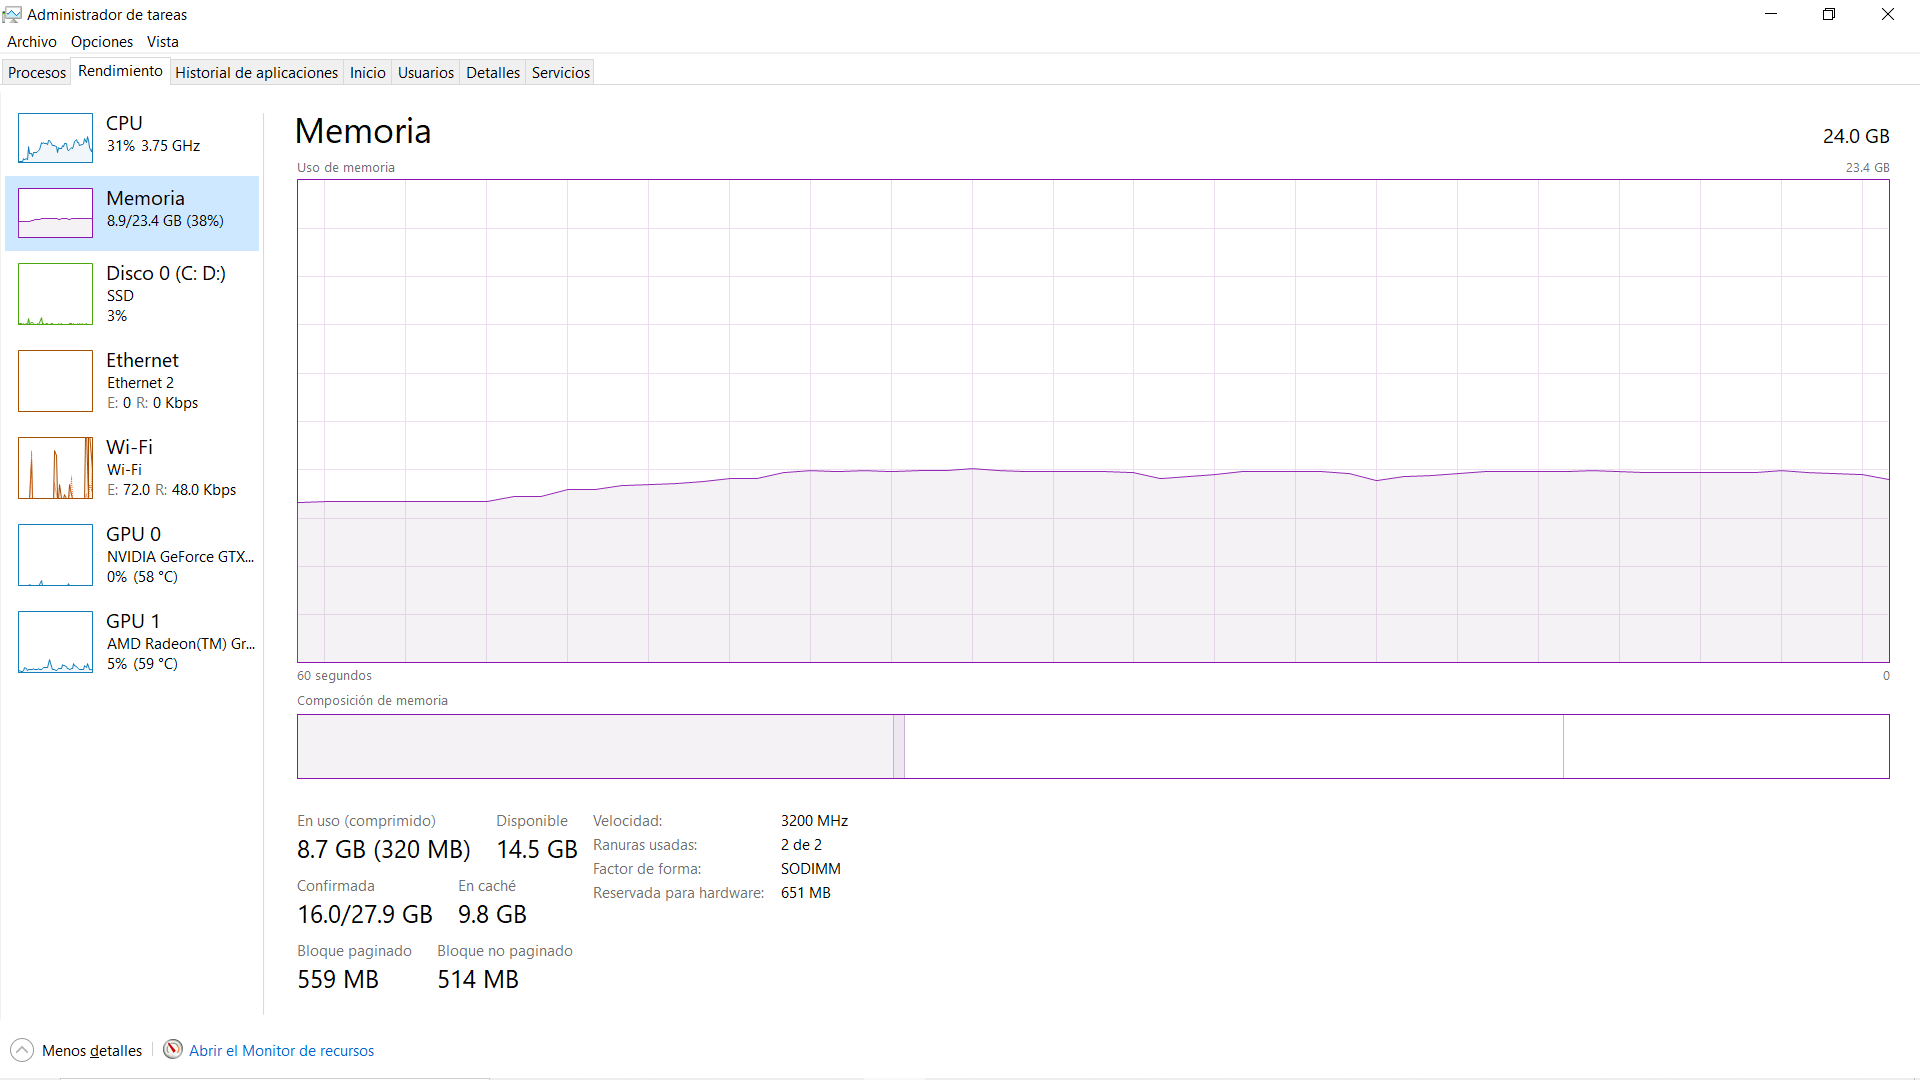 Administrador de tareas
Archivo Opciones Vista
Procesos Rendimiento Historial de aplicaciones Inicio Usuarios Detalles Servicios
CPU
31% 3.75 GHz
Memoria
8.9/23.4 GB (38%)
Disco 0 (C: D:)
SSD
3%
Ethernet
Ethernet 2
E: 0 R: 0 Kbps
Wi-Fi
Wi-Fi
E: 72.0 R: 48.0 Kbps
GPU 0
NVIDIA GeForce GTX...
0% (58 °C)
GPU 1
AMD Radeon(TM) Gr...
5% (59 °C)
Memoria
24.0 GB
Uso de memoria
23.4 GB
60 segundos
0
Composición de memoria
En uso (comprimido)
8.7 GB (320 MB)
Disponible
14.5 GB
Confirmada
16.0/27.9 GB
En caché
9.8 GB
Bloque paginado
559 MB
Bloque no paginado
514 MB
Velocidad: 3200 MHz
Ranuras usadas: 2 de 2
Factor de forma: SODIMM
Reservada para hardware: 651 MB
Menos detalles
Abrir el Monitor de recursos